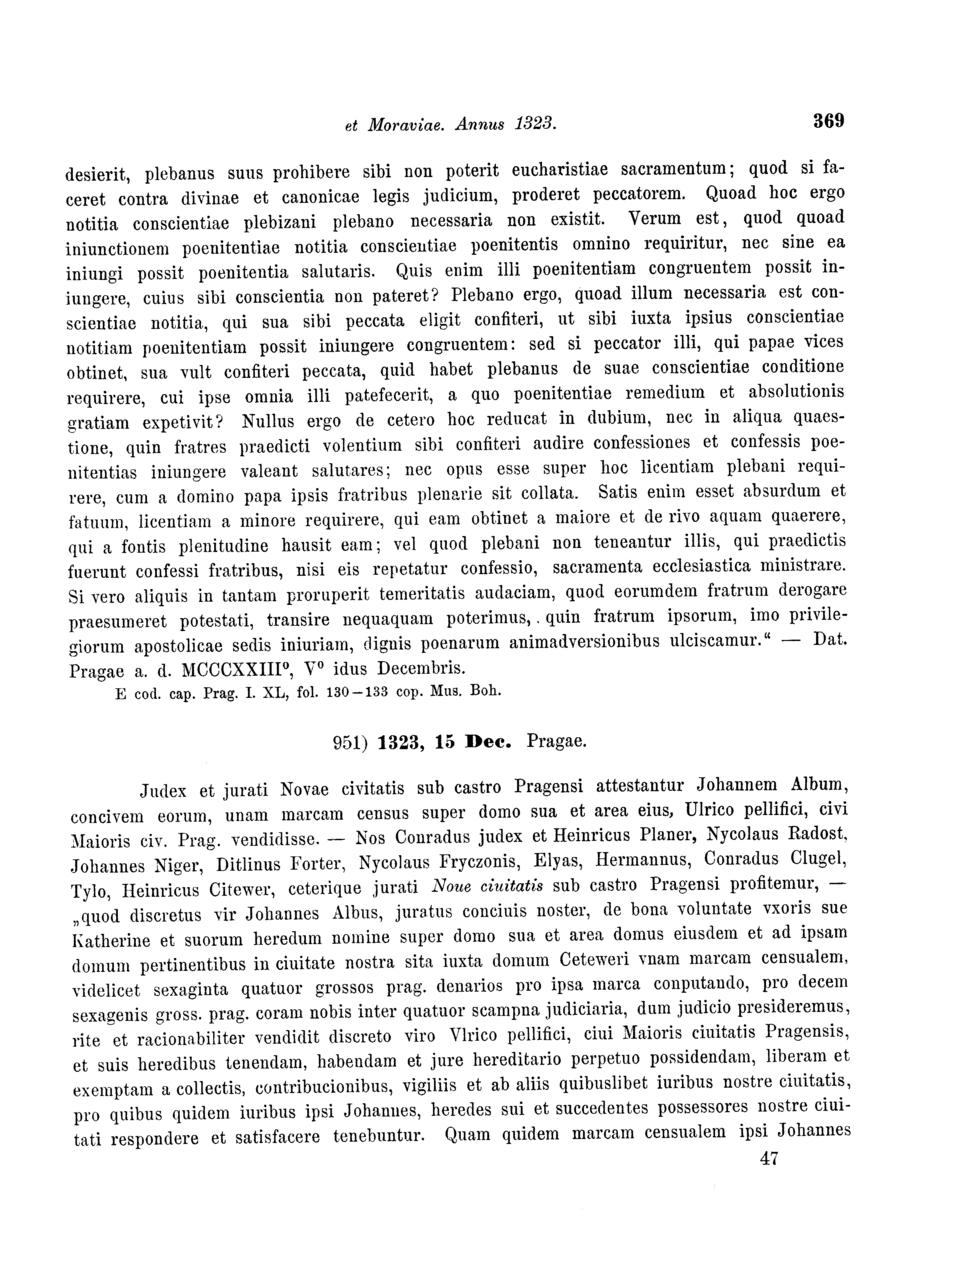 et Moraviae. Annus 1323. 369
desierit, plebanus suus prohibere sibi non poterit eucharistiae sacramentum; quod si fa-
ceret contra divinae et canonicae legis judicium, proderet peccatorem. Quoad hoc ergo
notitia conscientiae plebizani plebano necessaria non existit. Verum est, quod quoad
iniunctionem poenitentiae notitia conscientiae poenitentis omnino requiritur, nec sine ea
iniungi possit poenitentia salutaris. Quis enim illi poenitentiam congruentem possit in-
iungere, cuius sibi conscientia non pateret? Plebano ergo, quoad illum necessaria est con-
scientiae notitia, qui sua sibi peccata eligit confiteri, ut sibi iuxta ipsius conscientiae
notitiam poenitentiam possit iniungere congruentem: sed si peccator illi, qui papae vices
obtinet, sua vult confiteri peccata, quid habet plebanus de suae conscientiae conditione
requirere, cui ipse omnia illi patefecerit, a quo poenitentiae remedium et absolutionis
gratiam expetivit? Nullus ergo de cetero hoc reducat in dubium, nec in aliqua quaes-
tione, quin fratres praedicti volentium sibi confiteri audire confessiones et confessis poe-
nitentias iniungere valeant salutares; nec opus esse super hoc licentiam plebani requi-
rere, cum a domino papa ipsis fratribus plenarie sit collata. Satis enim esset absurdum et
fatuum, licentiam a minore requirere, qui eam obtinet a maiore et de rivo aquam quaerere,
qui a fontis plenitudine hausit eam; vel quod plebani non teneantur illis, qui praedictis
fuerunt confessi fratribus, nisi eis repetatur confessio, sacramenta ecclesiastica ministrare.
Si vero aliquis in tantam proruperit temeritatis audaciam, quod eorumdem fratrum derogare
praesumeret potestati, transire nequaquam poterimus, . quin fratrum ipsorum, imo privile-
giorum apostolicae sedis iniuriam, dignis poenarum animadversionibus ulciscamur.“ — Dat.
Pragae a. d. MCCCXXIIIº, Vº idus Decembris.
E cod. cap. Prag. I. XL, fol. 130–133 cop. Mus. Boh.
951) 1323, 15 Dec. Pragae.
Judex et jurati Novae civitatis sub castro Pragensi attestantur Johannem Album,
concivem eorum, unam marcam census super domo sua et area eius, Ulrico pellifici, civi
Maioris civ. Prag. vendidisse. — Nos Conradus judex et Heinricus Planer, Nycolaus Radost,
Johannes Niger, Ditlinus Forter, Nycolaus Fryczonis, Elyas, Hermannus, Conradus Clugel,
Tylo, Heinricus Citewer, ceterique jurati Noue ciuitatis sub castro Pragensi profitemur, —
„quod discretus vir Johannes Albus, juratus conciuis noster, de bona voluntate vxoris sue
Katherine et suorum heredum nomine super domo sua et area domus eiusdem et ad ipsam
domum pertinentibus in ciuitate nostra sita iuxta domum Ceteweri vnam marcam censualem,
videlicet sexaginta quatuor grossos prag. denarios pro ipsa marca conputando, pro decem
sexagenis gross. prag. coram nobis inter quatuor scampna judiciaria, dum judicio presideremus,
rite et racionabiliter vendidit discreto viro Vlrico pellifici, ciui Maioris ciuitatis Pragensis,
et suis heredibus tenendam, habendam et jure hereditario perpetuo possidendam, liberam et
exemptam a collectis, contribucionibus, vigiliis et ab aliis quibuslibet iuribus nostre ciuitatis,
pro quibus quidem iuribus ipsi Johannes, heredes sui et succedentes possessores nostre ciui-
tati respondere et satisfacere tenebuntur. Quam quidem marcam censualem ipsi Johannes
47